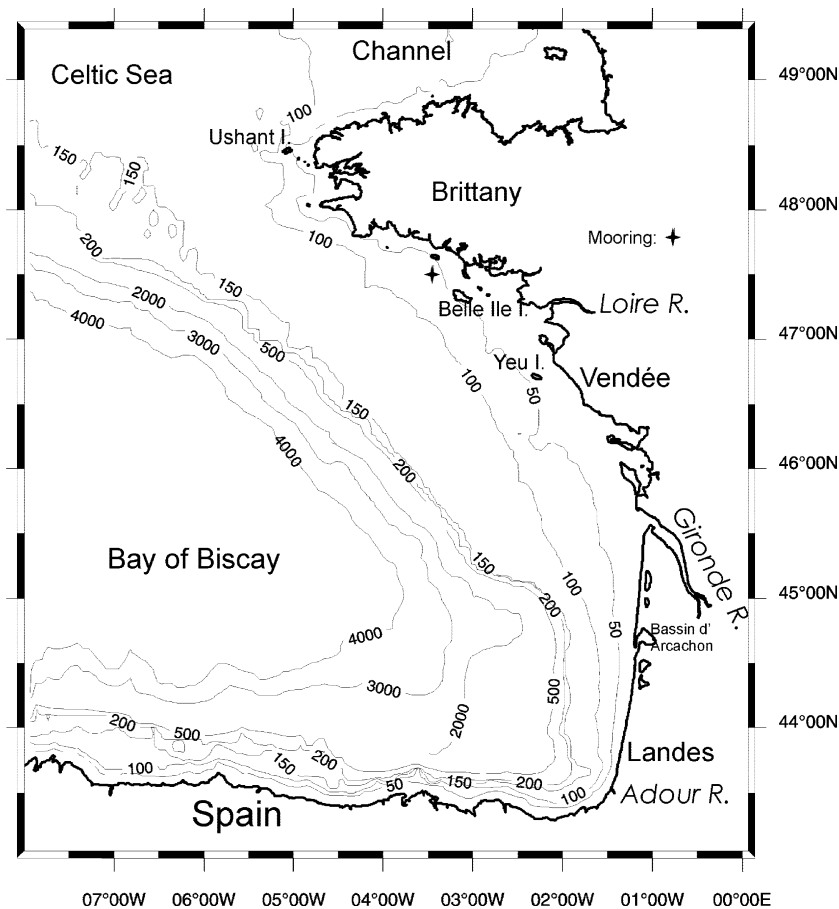 Channel
Celtic Sea
49°00N
100
Ushant I.
150
150
Brittany
48°00N
Mooring:
100
200
150
2000
Belle Ile I.
Loire R.
4000
3000
500
47°00N
Yeu I.
100
Vendée
50
150
4000
200
46°00N
Gironde R.
Bay of Biscay
150
100
200
45°00N
50
Bassin d'
Arcachon
4000
3000
500
2000
200
500
44°00N
200
150
Landes
100
50
150
200
100
Adour R.
Spain
07°00W
06°00W
05°00W
04°00W
03°00W
02°00W
01°00W
00°00E